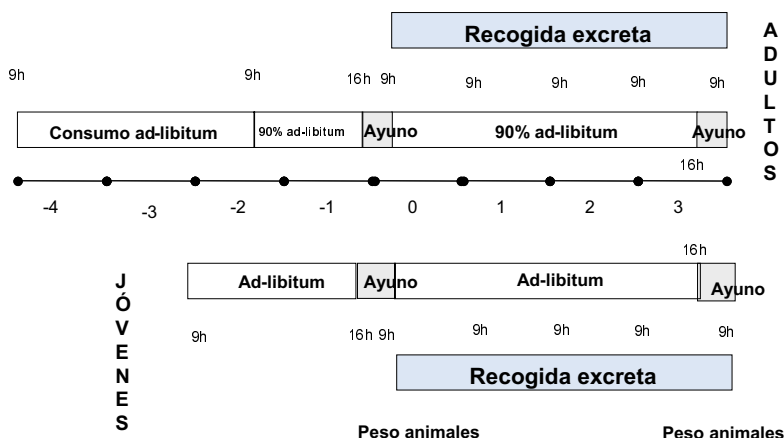 Recogida excreta
ADULTOS
9h 9h 16h 9h 9h 9h 9h 9h
Consumo ad-libitum 90% ad-libitum Ayuno 90% ad-libitum Ayuno
16h
-4 -3 -2 -1 0 1 2 3
16h
JÓVENES
Ad-libitum Ayuno Ad-libitum Ayuno
9h 16h 9h 9h 9h 9h 9h
Recogida excreta
Peso animales Peso animales